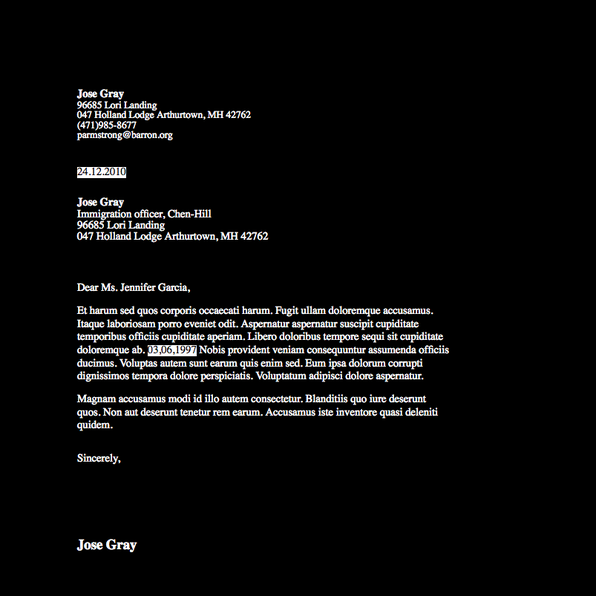 Jose Gray
96685 Lori Landing
047 Holland Lodge Arthurtown, MH 42762
(471)985-8677
parmstrong@barron.org
24.12.2010
Jose Gray
Immigration officer, Chen-Hill
96685 Lori Landing
047 Holland Lodge Arthurtown, MH 42762
Dear Ms. Jennifer Garcia,
Et harum sed quos corporis occaecati harum. Fugit ullam doloremque accusamus.
Itaque laboriosam porro eveniet odit. Aspernatur aspernatur suscipit cupiditate
temporibus officiis cupiditate aperiam. Libero doloribus tempore sequi sit cupiditate
doloremque ab. 03.06.1997 Nobis provident veniam consequuntur assumenda officiis
ducimus. Voluptas autem sunt earum quis enim sed. Eum ipsa dolorum corrupti
dignissimos tempora dolore perspiciatis. Voluptatum adipisci dolore aspernatur.
Magnam accusamus modi id illo autem consectetur. Blanditiis quo iure deserunt
quos. Non aut deserunt tenetur rem earum. Accusamus iste inventore quasi deleniti
quidem.
Sincerely,
Jose Gray